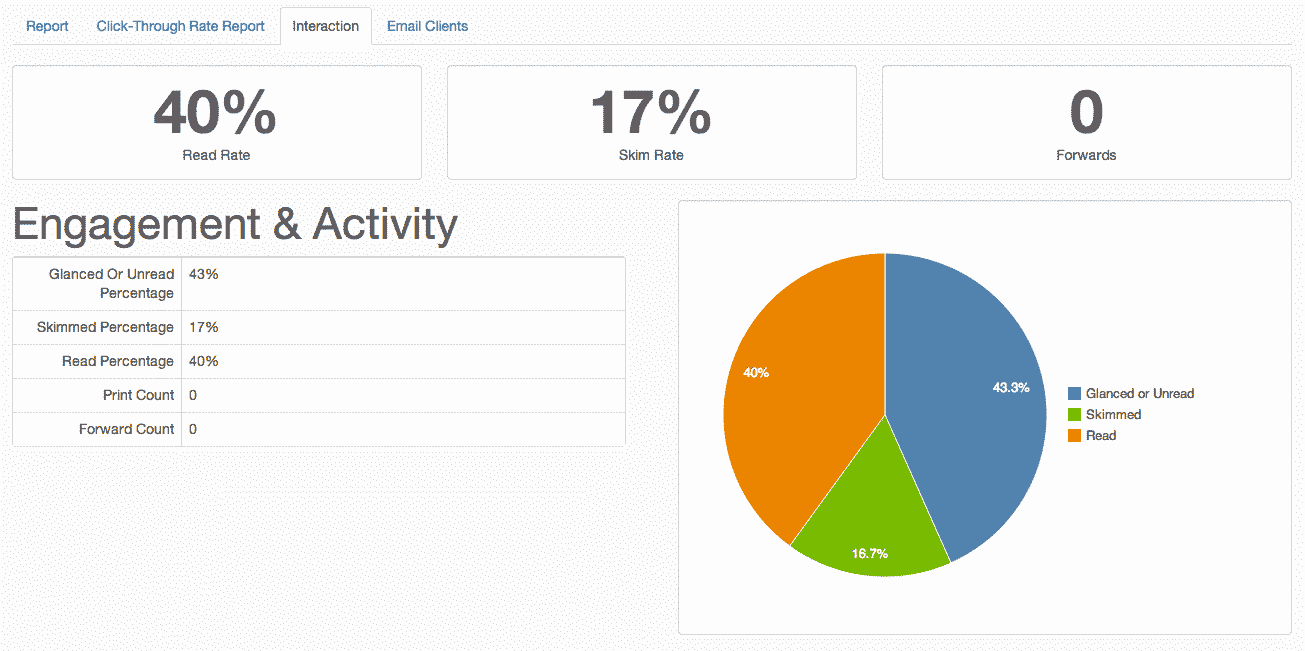 Report Click-Through Rate Report Interaction Email Clients
40% 17% 0
Read Rate Skim Rate Forwards
Engagement & Activity
Glanced Or Unread 43%
Percentage
Skimmed Percentage 17%
Read Percentage 40%
Print Count 0
Forward Count 0
40%
43.3%
16.7%
Glanced or Unread
Skimmed
Read